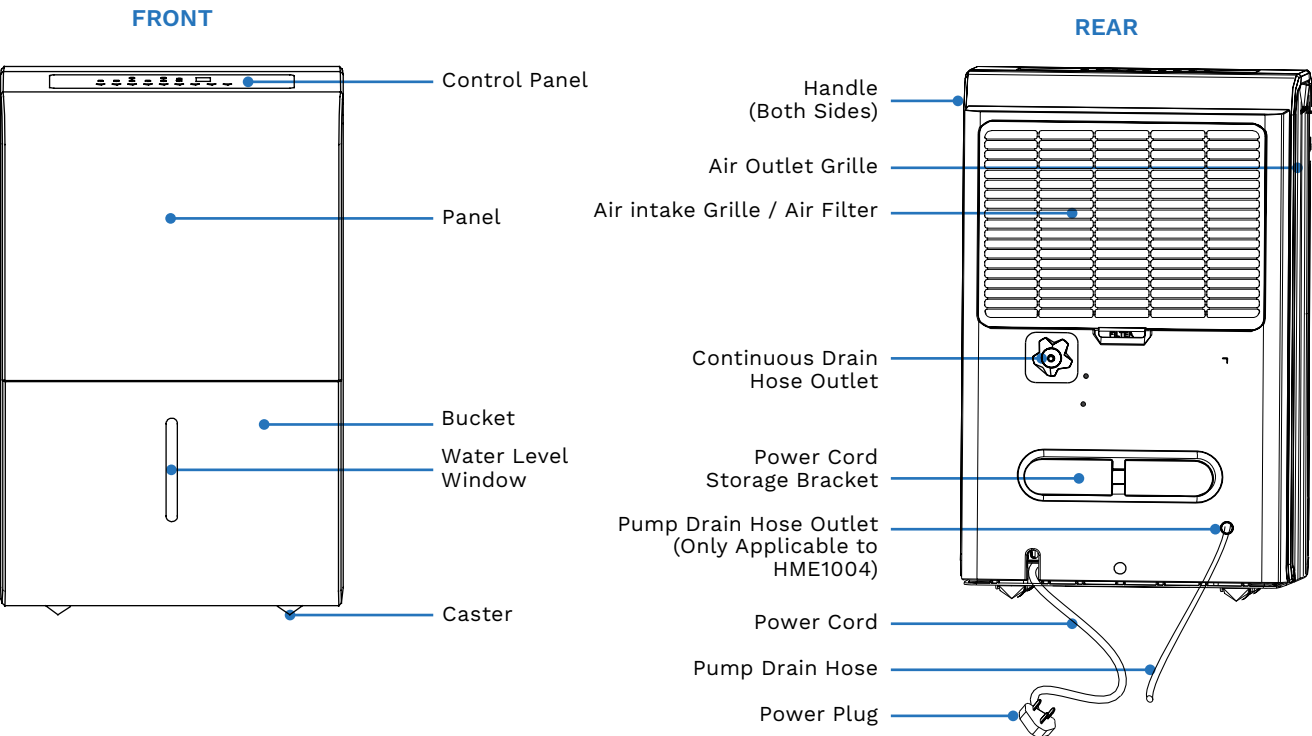 FRONT
Control Panel
Panel
Bucket
Water Level
Window
Caster
REAR
Handle
(Both Sides)
Air Outlet Grille
Air intake Grille / Air Filter
FILTER
Continuous Drain
Hose Outlet
Power Cord
Storage Bracket
Pump Drain Hose Outlet
(Only Applicable to
HME1004)
Power Cord
Pump Drain Hose
Power Plug